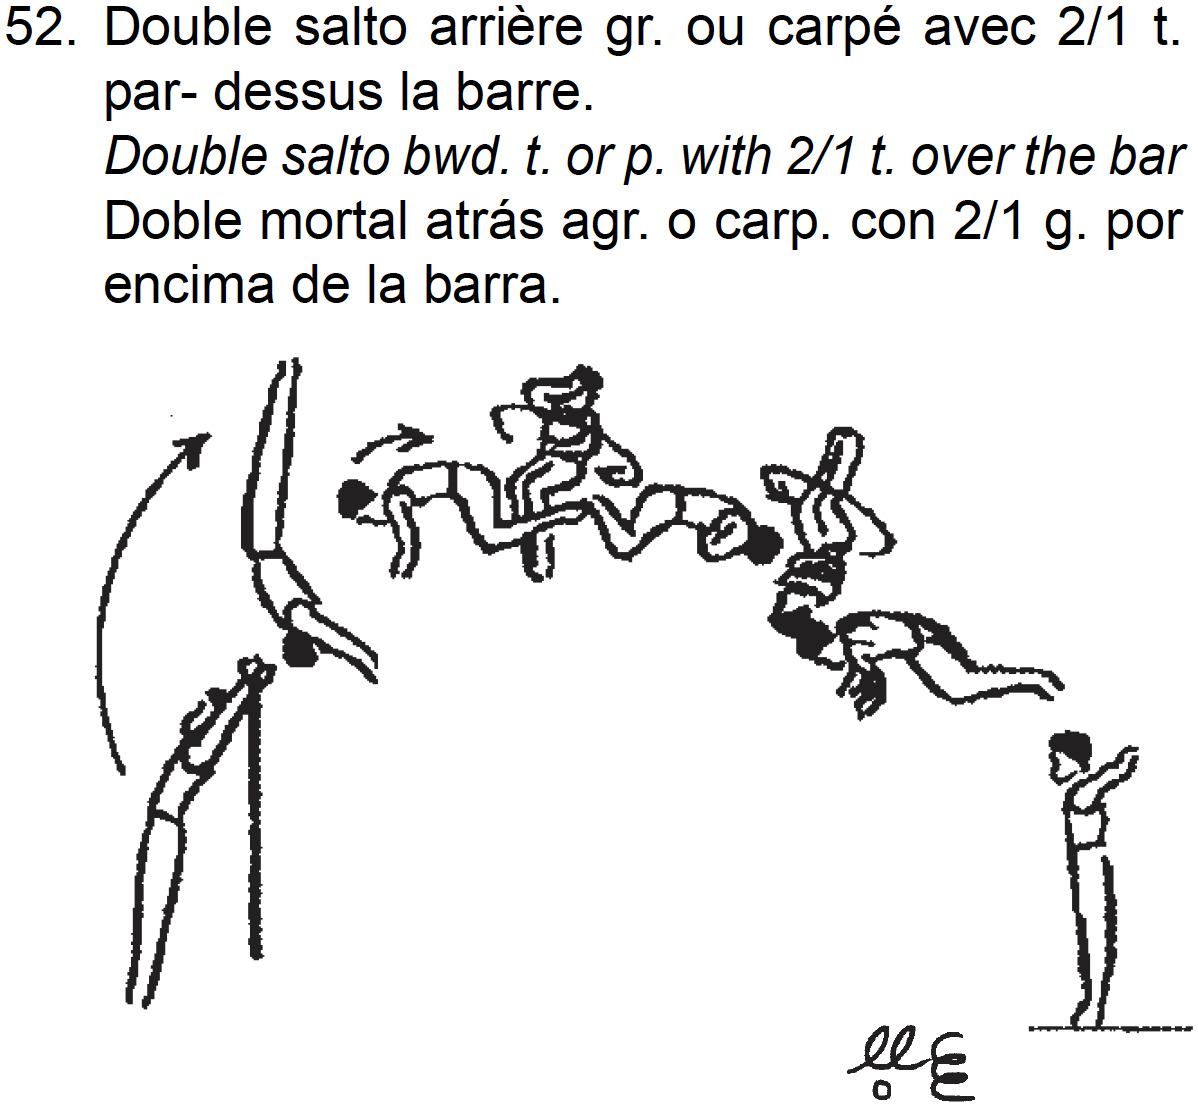 52. Double salto arrière gr. ou carpé avec 2/1 t.
par- dessus la barre.
Double salto bwd. t. or p. with 2/1 t. over the bar
Doble mortal atrás agr. o carp. con 2/1 g. por
encima de la barra.